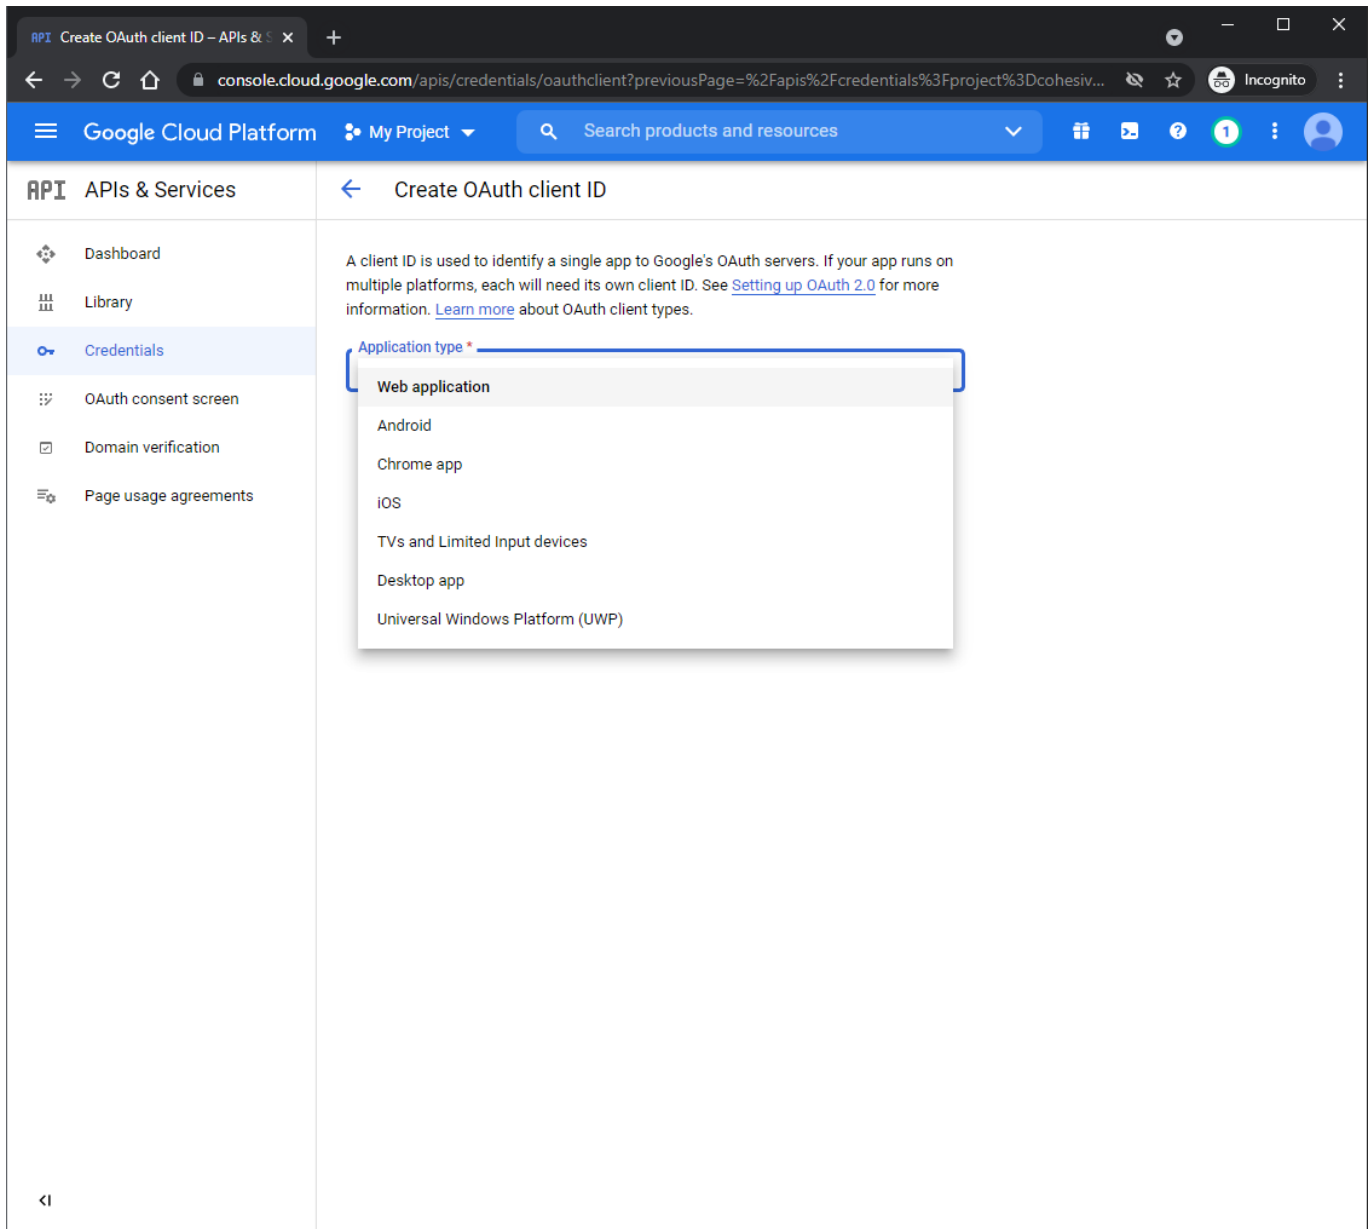 API Create OAuth client ID – APIs & S
console.cloud.google.com/apis/credentials/oauthclient?previousPage=%2Fapis%2Fcredentials%3Fproject%3Dcohesiv... Incognito
Google Cloud Platform My Project Search products and resources 1
API APIs & Services
Create OAuth client ID
Dashboard
Library
Credentials
OAuth consent screen
Domain verification
Page usage agreements
A client ID is used to identify a single app to Google's OAuth servers. If your app runs on
multiple platforms, each will need its own client ID. See Setting up OAuth 2.0 for more
information. Learn more about OAuth client types.
Application type *
Web application
Android
Chrome app
iOS
TVs and Limited Input devices
Desktop app
Universal Windows Platform (UWP)